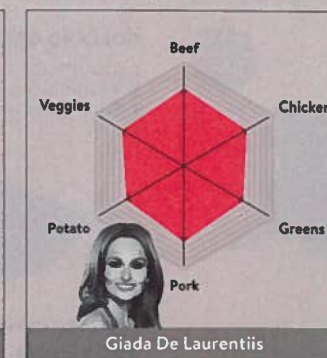 Beef
Veggies
Chicken
Potato
Greens
Pork
Giada De Laurentiis